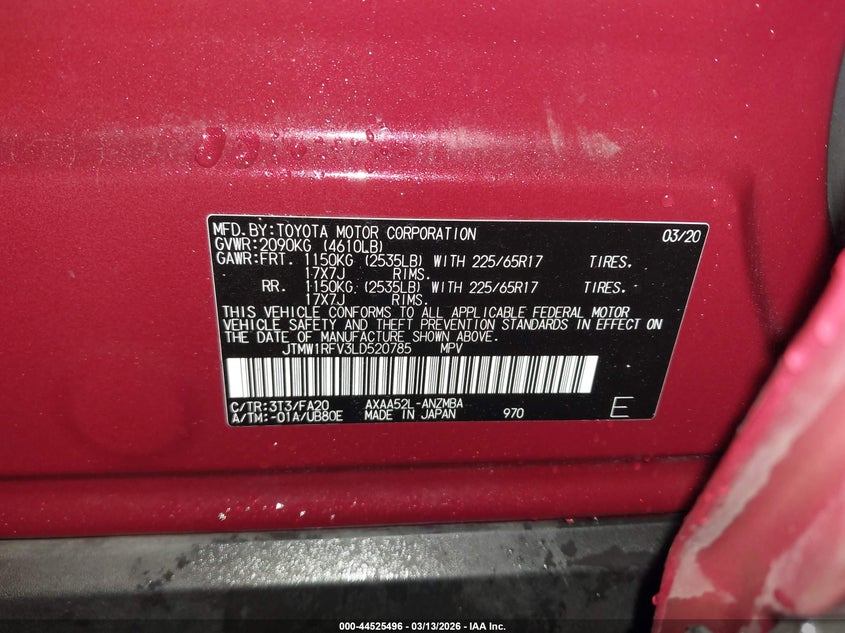 MFD.BY:TOYOTA MOTOR CORPORATION 03/20
GVWR:2090KG (4610LB)
GAWR:FRT. 1150KG (2535LB) WITH 225/65R17 TIRES.
17X7J RIMS.
RR. 1150KG (2535LB) WITH 225/65R17 TIRES.
17X7J RIMS.
THIS VEHICLE CONFORMS TO ALL APPLICABLE FEDERAL MOTOR
VEHICLE SAFETY AND THEFT PREVENTION STANDARDS IN EFFECT ON
THE DATE OF MANUFACTURE SHOWN ABOVE.
JTMW1RFV3LD520785 MPV
C/TR:3T3/FA20 AXAA52L-ANZMBA
A/TM:-01A/UB80E MADE IN JAPAN 970 E
000-44525496 - 03/13/2026 - IAA Inc.